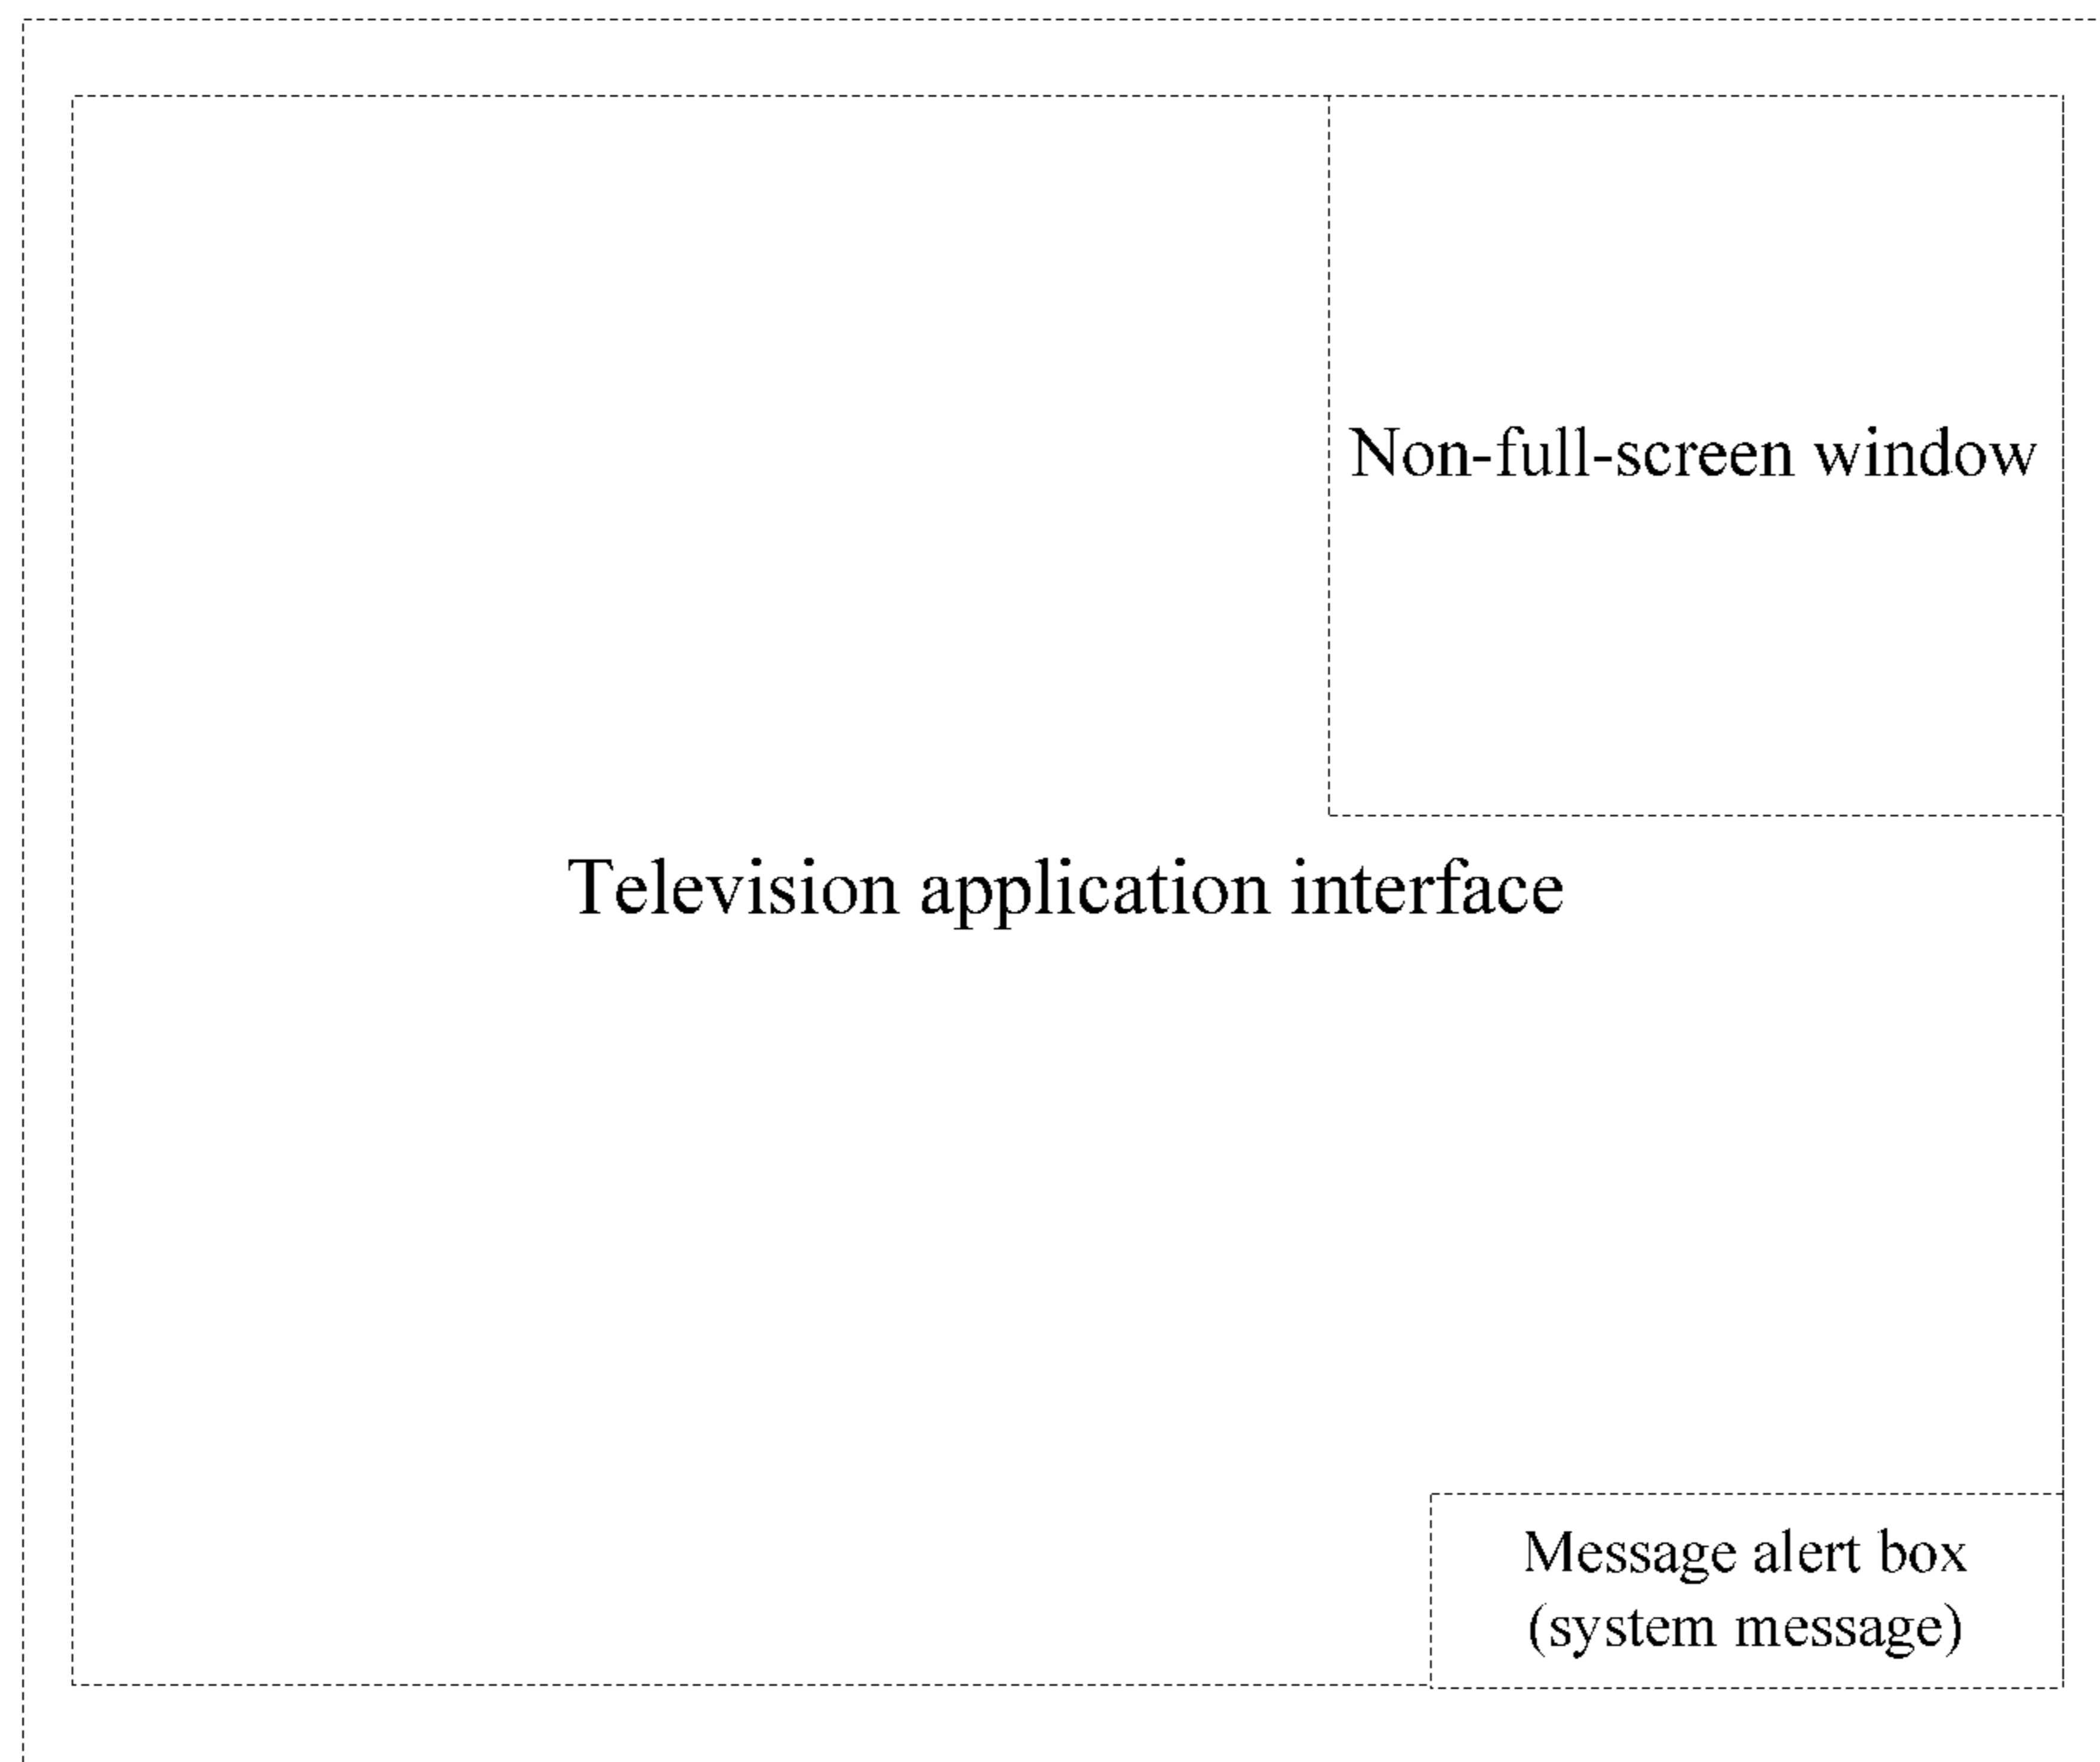 Non-full-screen window
Television application interface
Message alert box
(system message)